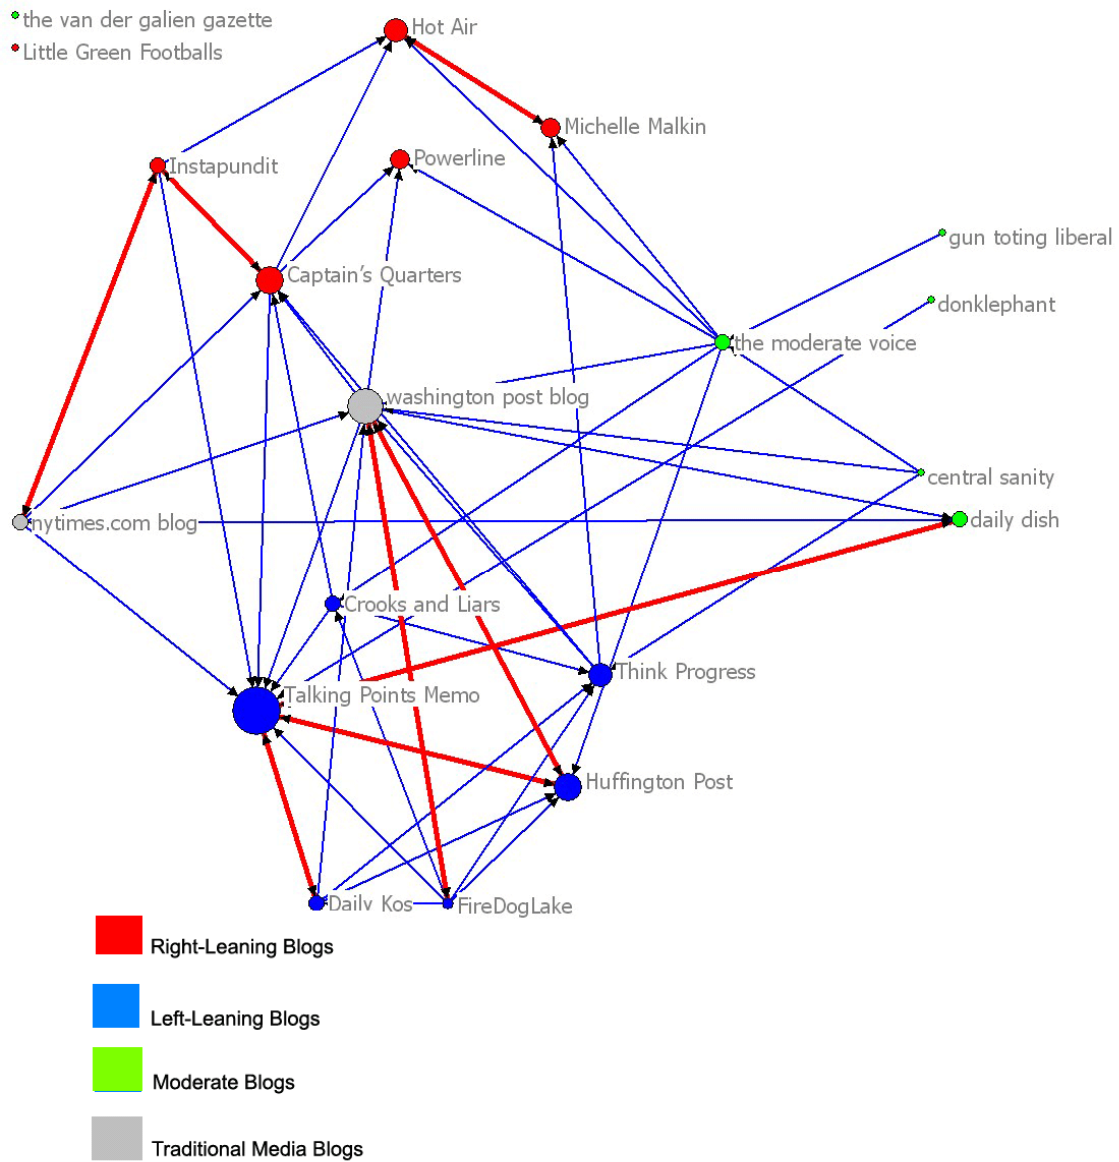 the van der galien gazette
Hot Air
Little Green Footballs
Michelle Malkin
Powerline
Instapundit
gun toting liberal
Captain's Quarters
donklephant
the moderate voice
washington post blog
central sanity
nytimes.com blog
daily dish
Crooks and Liars
Think Progress
Talking Points Memo
Huffington Post
Daily Kos
FireDogLake
Right-Leaning Blogs
Left-Leaning Blogs
Moderate Blogs
Traditional Media Blogs